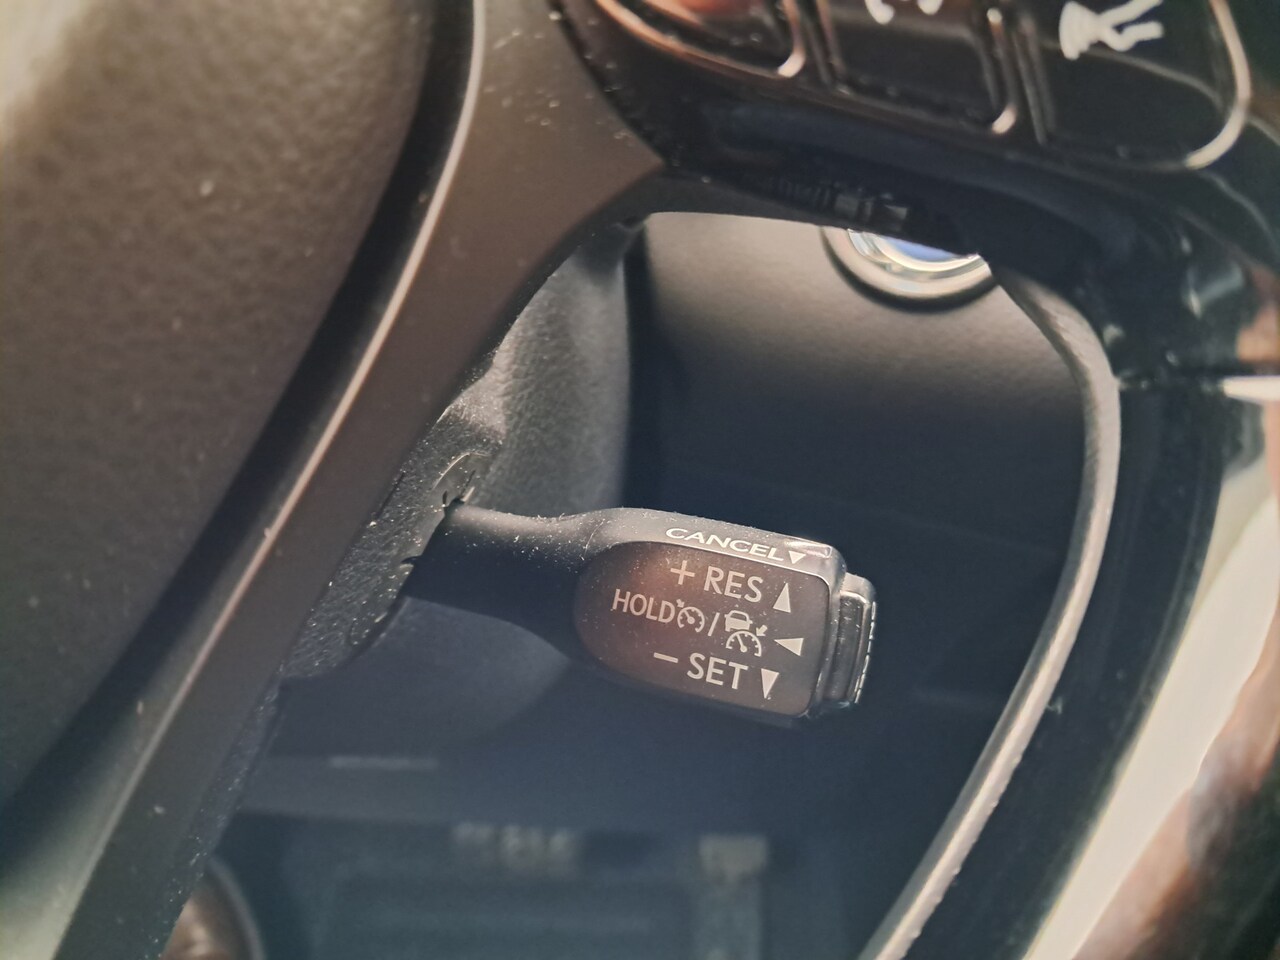 CANCEL▼
+ RES ▲
HOLD / ◀
− SET ▼